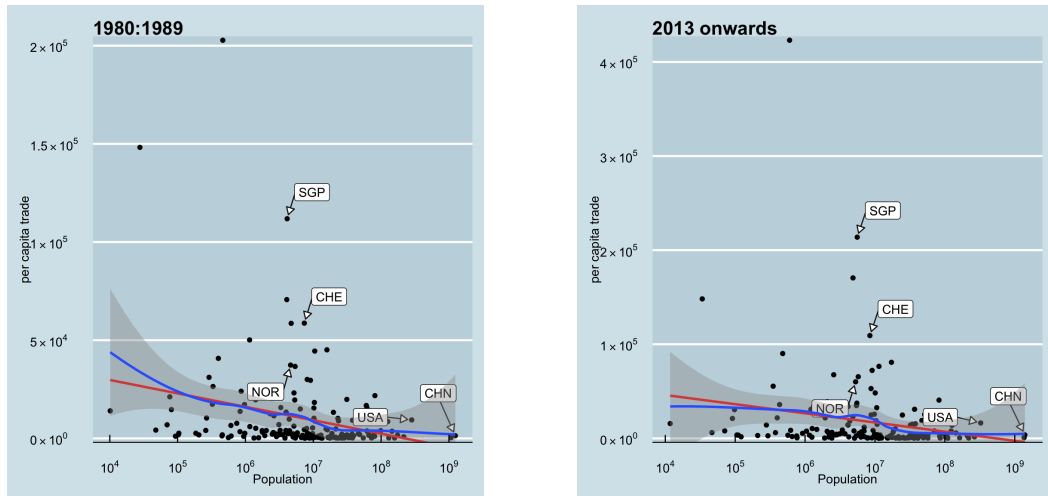 1980:1989
2 × 10⁵
1.5 × 10⁵
1 × 10⁵
5 × 10⁴
0 × 10⁰
per capita trade
SGP
CHE
NOR
USA
CHN
10⁴ 10⁵ 10⁶ 10⁷ 10⁸ 10⁹
Population
2013 onwards
4 × 10⁵
3 × 10⁵
2 × 10⁵
1 × 10⁵
0 × 10⁰
per capita trade
SGP
CHE
NOR
USA
CHN
10⁴ 10⁵ 10⁶ 10⁷ 10⁸ 10⁹
Population